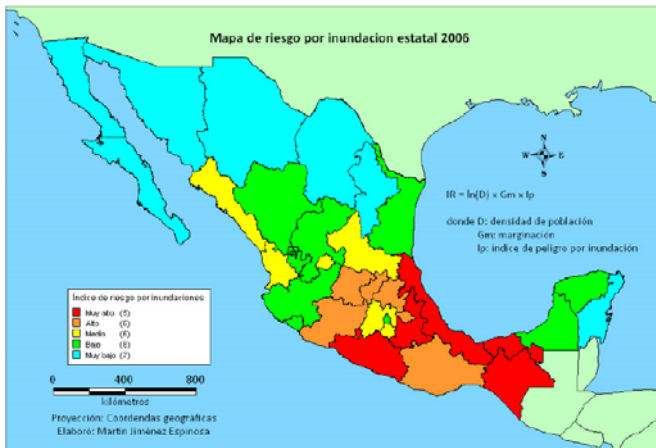 Mapa de riesgo por inundacion estatal 2006
N
W E
S
IR = ln(D) x Gm x Ip
donde D: densidad de población
Gm: marginación
Ip: índice de peligro por inundación
Índice de riesgo por inundaciones
Muy alto (5)
Alto (6)
Medio (6)
Bajo (8)
Muy bajo (7)
0 400 800
kilómetros
Proyección: Coordendas geográficas
Elaboró: Martín Jiménez Espinosa